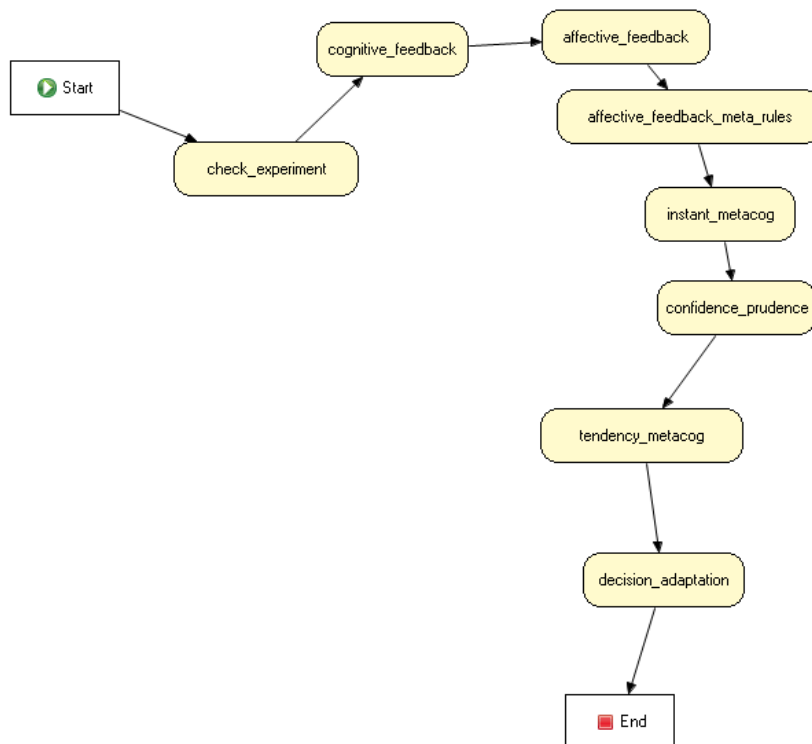 Start
check_experiment
cognitive_feedback
affective_feedback
affective_feedback_meta_rules
instant_metacog
confidence_prudence
tendency_metacog
decision_adaptation
End